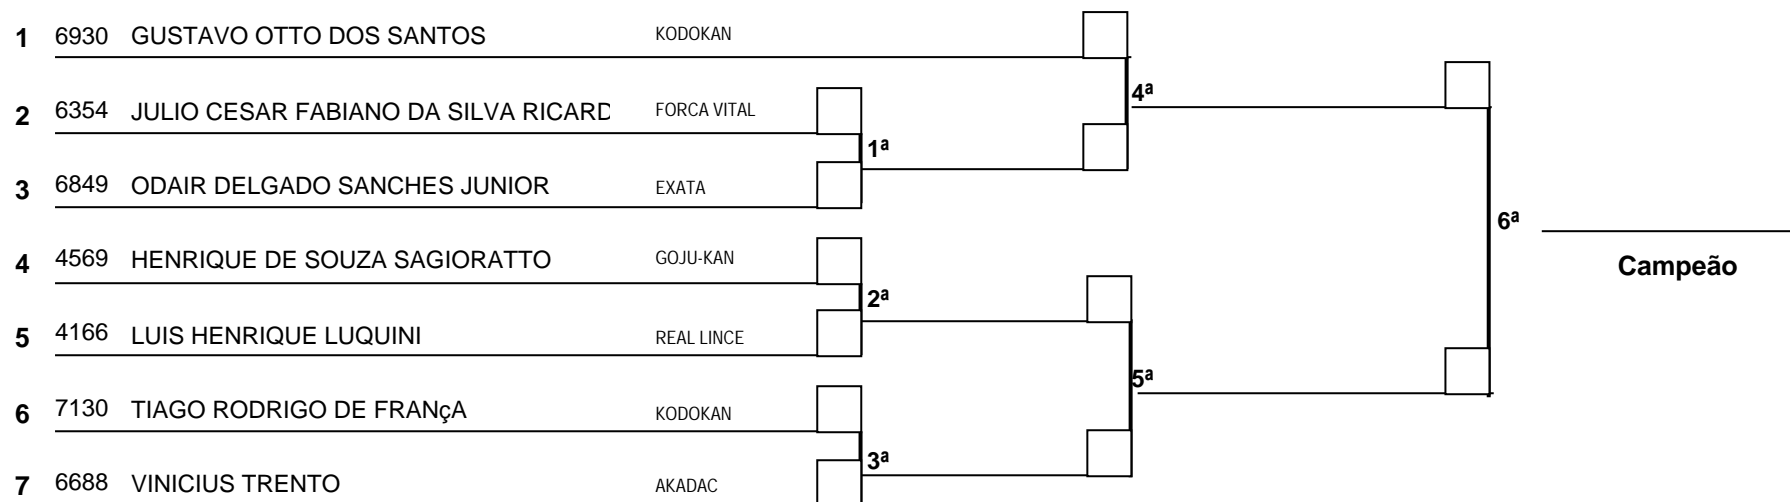 1 6930 GUSTAVO OTTO DOS SANTOS KODOKAN
4ª
2 6354 JULIO CESAR FABIANO DA SILVA RICARD FORCA VITAL
1ª
3 6849 ODAIR DELGADO SANCHES JUNIOR EXATA
6ª
4 4569 HENRIQUE DE SOUZA SAGIORATTO GOJU-KAN
Campeão
2ª
5 4166 LUIS HENRIQUE LUQUINI REAL LINCE
5ª
6 7130 TIAGO RODRIGO DE FRANçA KODOKAN
3ª
7 6688 VINICIUS TRENTO AKADAC